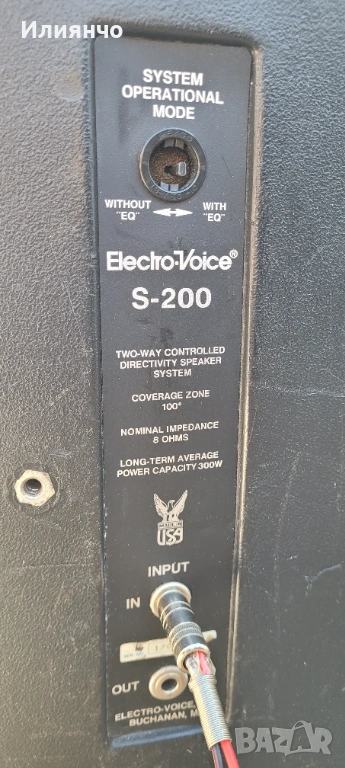 Илиянчо
SYSTEM
OPERATIONAL
MODE
WITHOUT WITH
"EQ" "EQ"
Electro-Voice®
S-200
TWO-WAY CONTROLLED
DIRECTIVITY SPEAKER
SYSTEM
COVERAGE ZONE
100°
NOMINAL IMPEDANCE
8 OHMS
LONG-TERM AVERAGE
POWER CAPACITY 300W
USA
INPUT
IN
OUT
ELECTRO-VOICE,
BUCHANAN,
BAZAR